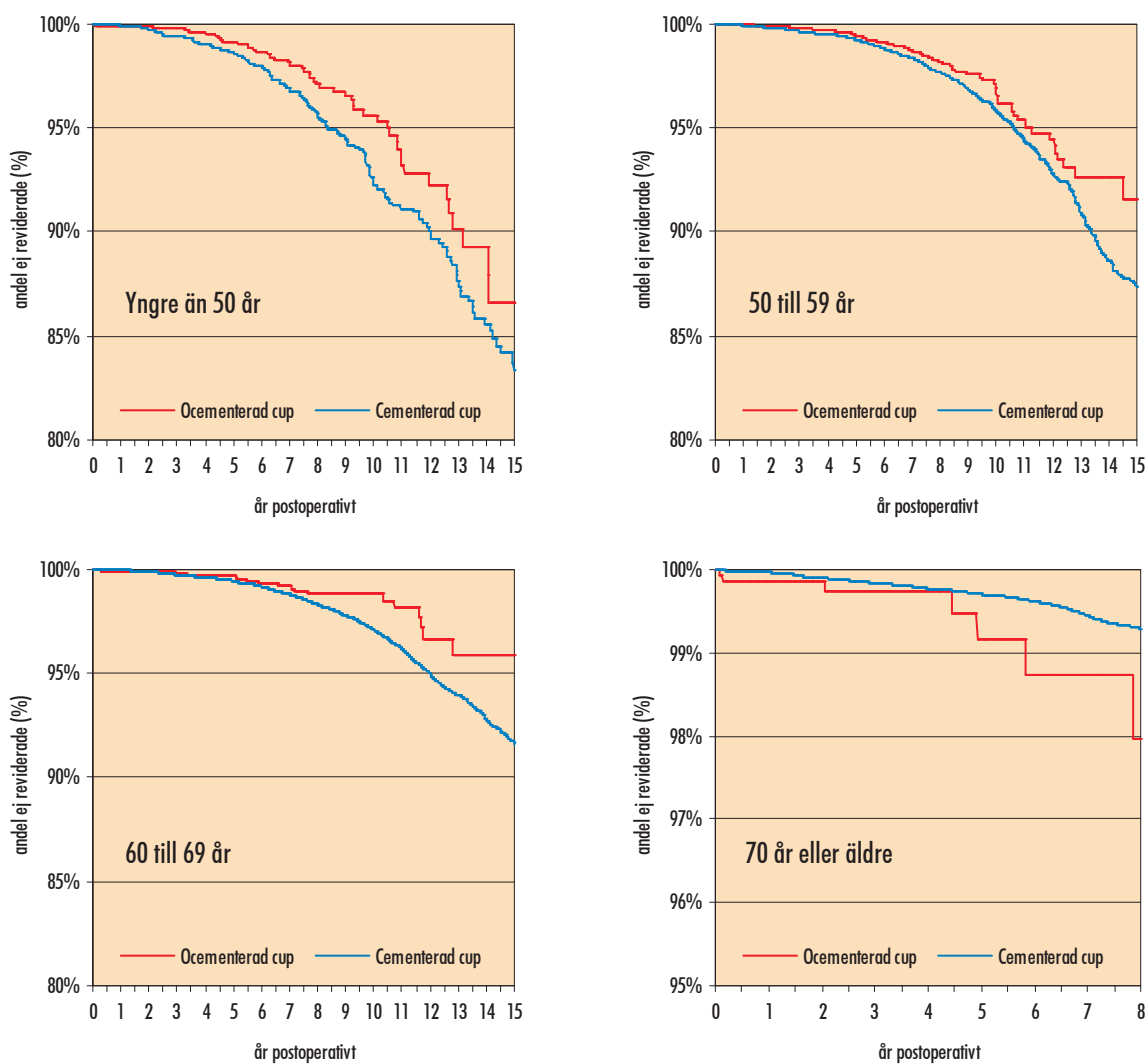 andel ej reviderade (%)
100%
95%
90%
85%
80%
Yngre än 50 år
Ocementerad cup Cementerad cup
0 1 2 3 4 5 6 7 8 9 10 11 12 13 14 15
år postoperativt
andel ej reviderade (%)
100%
95%
90%
85%
80%
50 till 59 år
Ocementerad cup Cementerad cup
0 1 2 3 4 5 6 7 8 9 10 11 12 13 14 15
år postoperativt
andel ej reviderade (%)
100%
95%
90%
85%
80%
60 till 69 år
Ocementerad cup Cementerad cup
0 1 2 3 4 5 6 7 8 9 10 11 12 13 14 15
år postoperativt
andel ej reviderade (%)
100%
99%
98%
97%
96%
95%
70 år eller äldre
Ocementerad cup Cementerad cup
0 1 2 3 4 5 6 7 8
år postoperativt